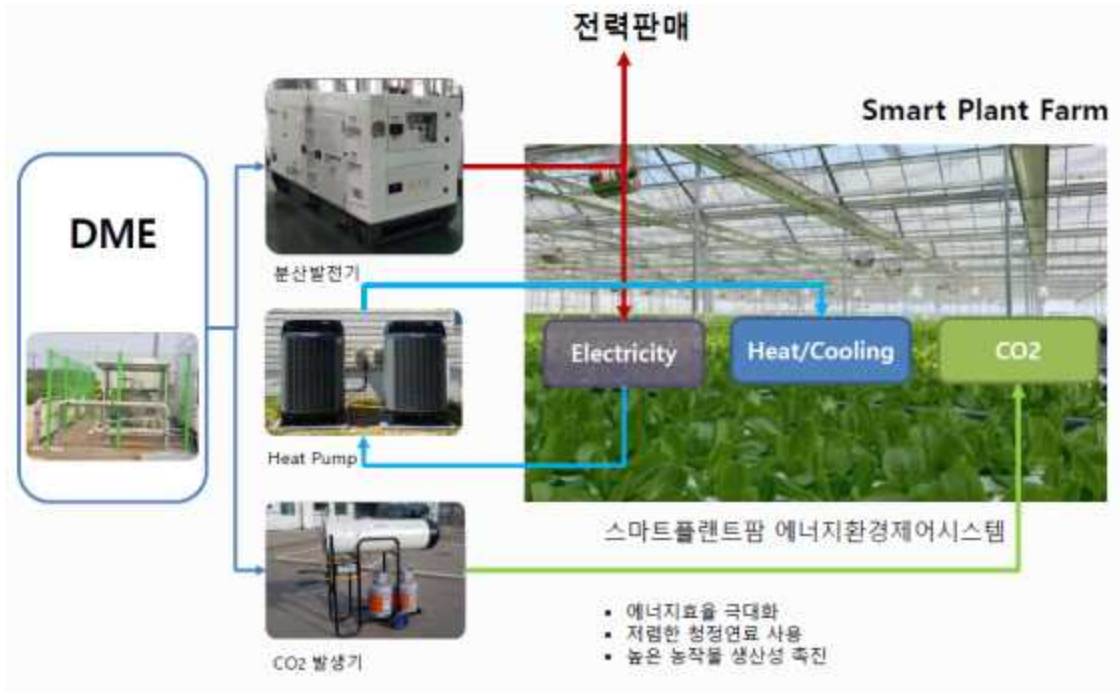 전력판매
Smart Plant Farm
DME
분산발전기
Electricity
Heat/Cooling
CO2
Heat Pump
스마트플랜트팜 에너지환경제어시스템
CO2 발생기
▪ 에너지효율 극대화
▪ 저렴한 청정연료 사용
▪ 높은 농작물 생산성 촉진